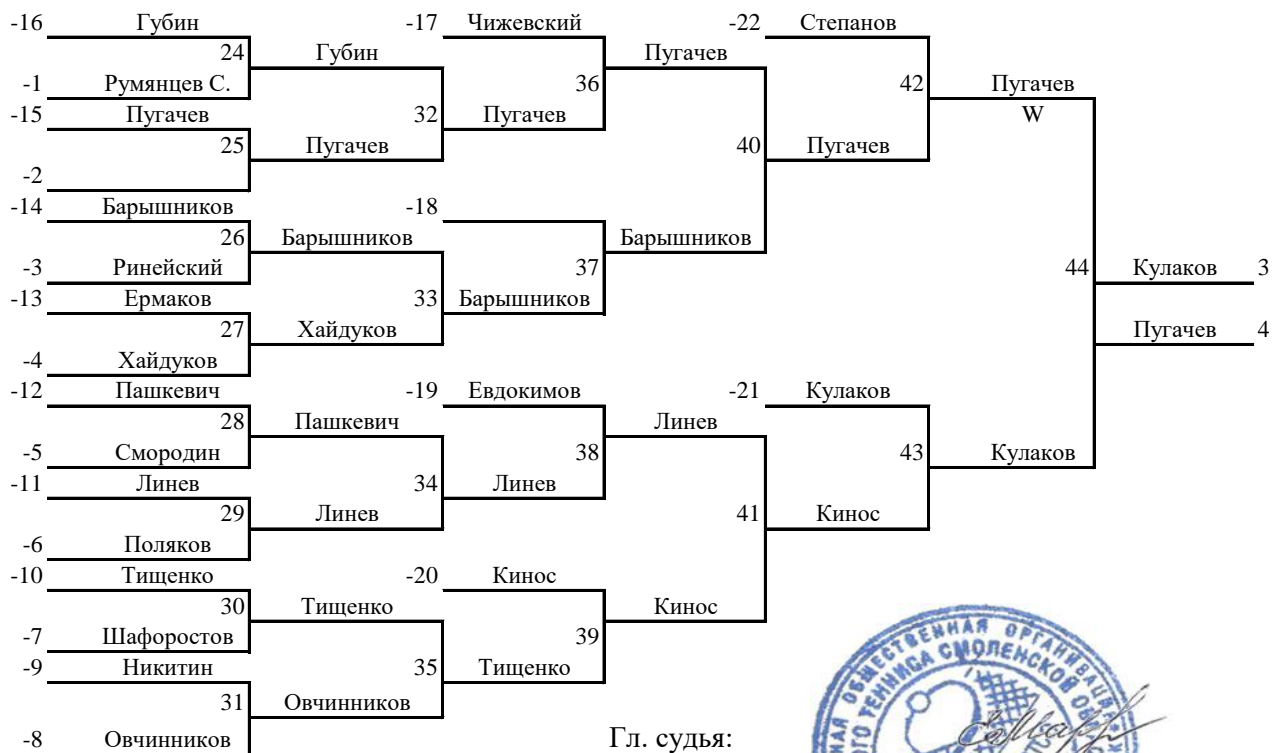 -16 Губин -17 Чижевский -22 Степанов
24 Губин Пугачев
-1 Румянцев С. 36 42 Пугачев
-15 Пугачев 32 Пугачев W
25 Пугачев 40 Пугачев
-2
-14 Барышников -18
26 Барышников Барышников
-3 Ринейский 37 44 Кулаков 3
-13 Ермаков 33 Барышников
27 Хайдуков Пугачев 4
-4 Хайдуков
-12 Пашкевич -19 Евдокимов -21 Кулаков
28 Пашкевич Линев
-5 Смородин 38 43 Кулаков
-11 Линев 34 Линев
29 Линев 41 Кинос
-6 Поляков
-10 Тищенко -20 Кинос
30 Тищенко Кинос
-7 Шафоростов 39
-9 Никитин 35 Тищенко
31 Овчинников
-8 Овчинников Гл. судья:
ОБЩЕСТВЕННАЯ ОРГАНИЗАЦИЯ
ТЕННИСА СМОЛЕНСКОЙ